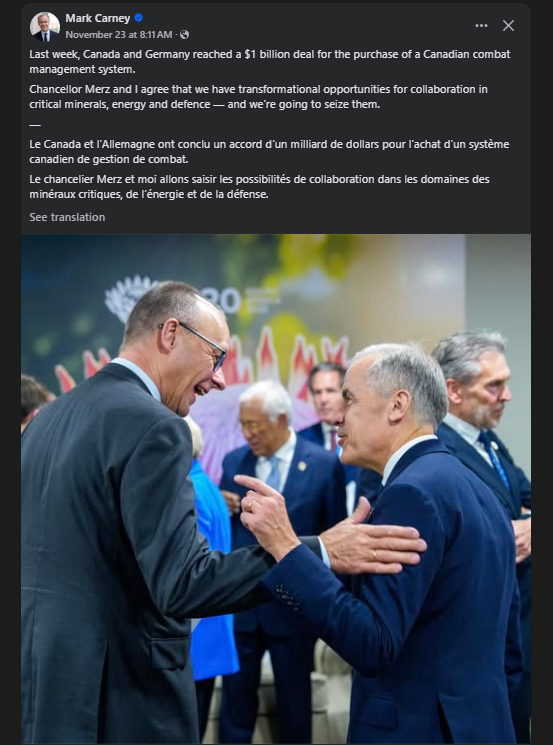 Mark Carney
November 23 at 8:11 AM ·
Last week, Canada and Germany reached a $1 billion deal for the purchase of a Canadian combat
management system.
Chancellor Merz and I agree that we have transformational opportunities for collaboration in
critical minerals, energy and defence — and we're going to seize them.
—
Le Canada et l'Allemagne ont conclu un accord d'un milliard de dollars pour l'achat d'un système
canadien de gestion de combat.
Le chancelier Merz et moi allons saisir les possibilités de collaboration dans les domaines des
minéraux critiques, de l'énergie et de la défense.
See translation
20